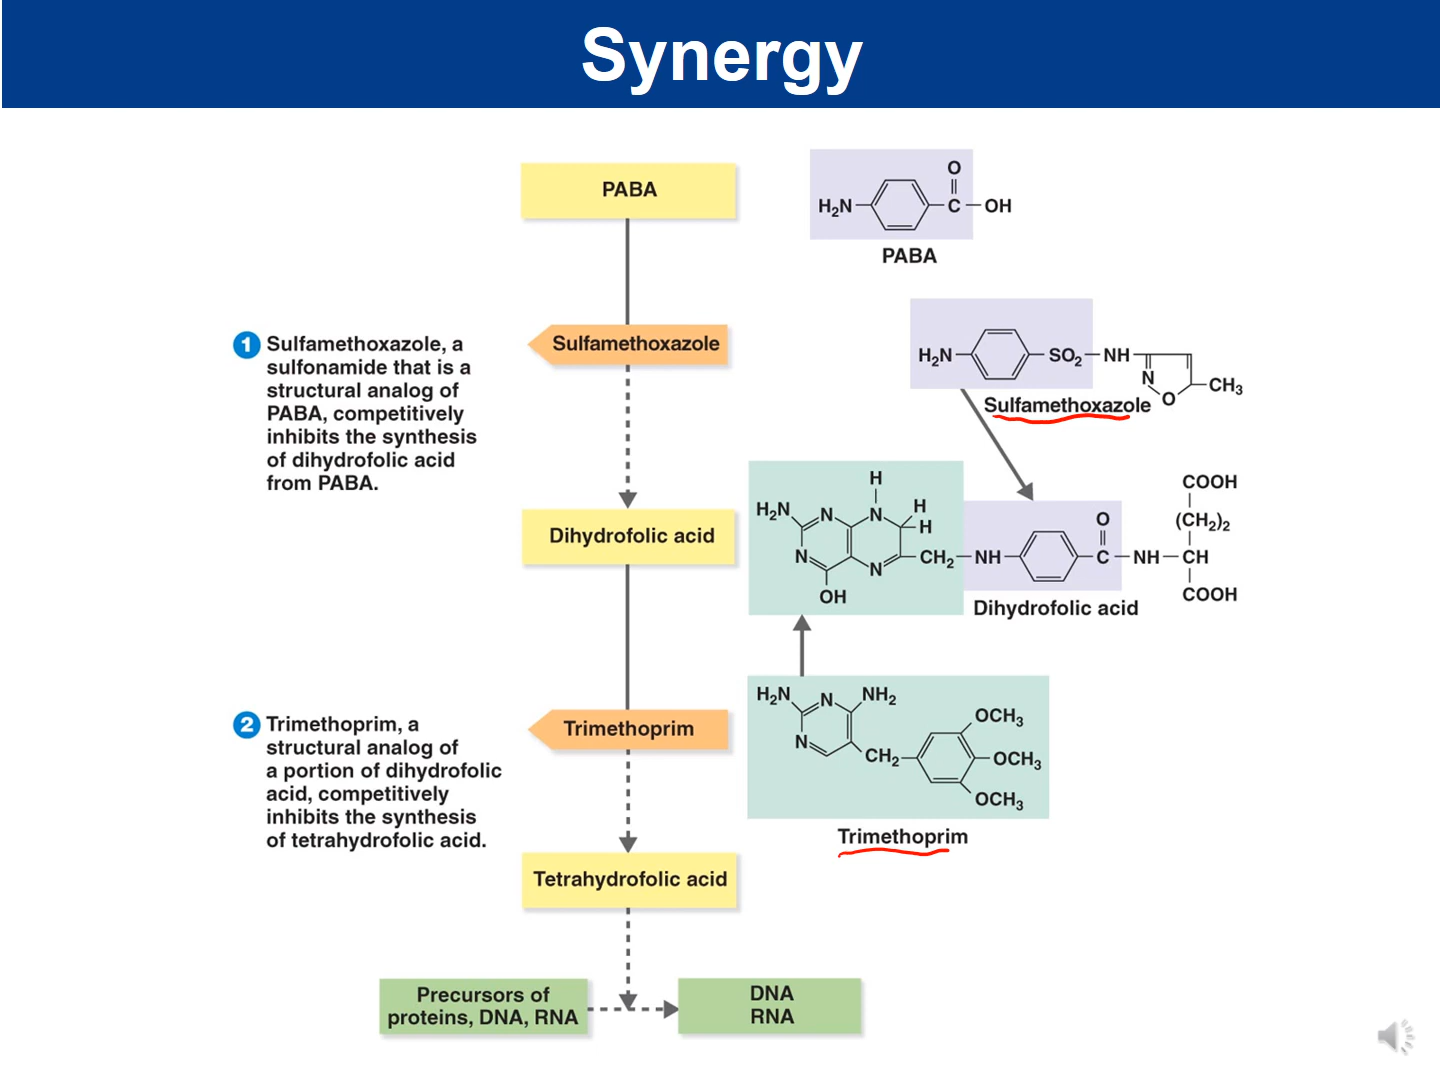 Synergy
PABA
Sulfamethoxazole
1 Sulfamethoxazole, a
sulfonamide that is a
structural analog of
PABA, competitively
inhibits the synthesis
of dihydrofolic acid
from PABA.
Dihydrofolic acid
2 Trimethoprim, a
structural analog of
a portion of dihydrofolic
acid, competitively
inhibits the synthesis
of tetrahydrofolic acid.
Trimethoprim
Tetrahydrofolic acid
Precursors of
proteins, DNA, RNA
DNA
RNA
O
H₂N C OH
PABA
H₂N SO₂ NH
N
O
CH₃
Sulfamethoxazole
H
H₂N N N H
H
N N CH₂ NH
OH
O
C NH CH
COOH
(CH₂)₂
COOH
Dihydrofolic acid
H₂N N NH₂
N
CH₂
OCH₃
OCH₃
OCH₃
Trimethoprim